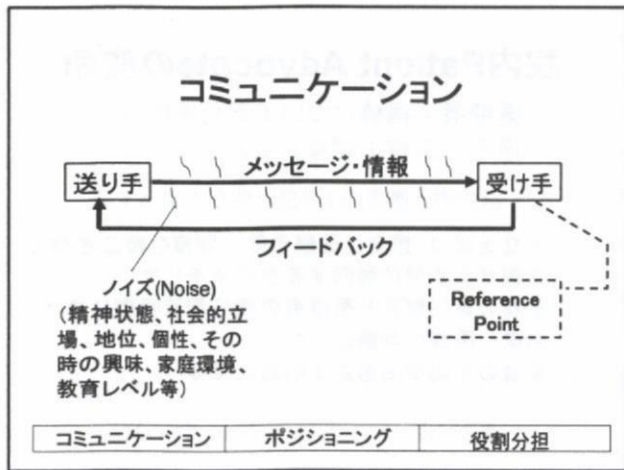 コミュニケーション
メッセージ・情報
送り手
受け手
フィードバック
ノイズ(Noise)
(精神状態、社会的立
場、地位、個性、その
時の興味、家庭環境、
教育レベル等)
Reference
Point
コミュニケーション
ポジショニング
役割分担